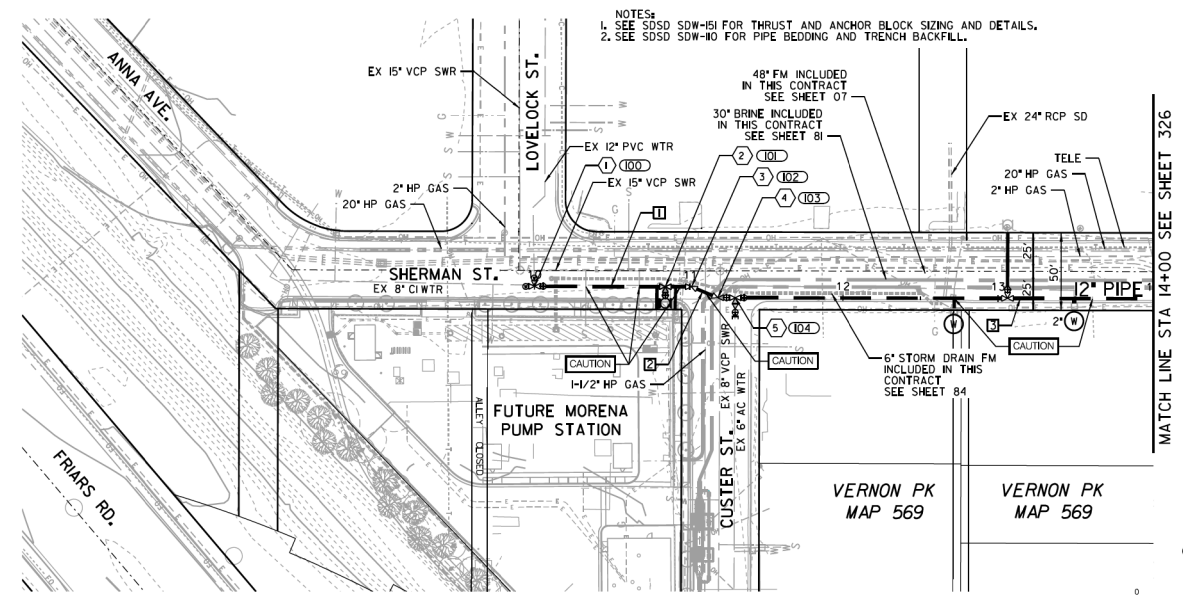 NOTES:
1. SEE SDSD SDW-151 FOR THRUST AND ANCHOR BLOCK SIZING AND DETAILS.
2. SEE SDSD SDW-110 FOR PIPE BEDDING AND TRENCH BACKFILL.
ANNA AVE.
EX 15" VCP SWR
LOVELOCK ST.
48" FM INCLUDED
IN THIS CONTRACT
SEE SHEET 07
30" BRINE INCLUDED
IN THIS CONTRACT
SEE SHEET 81
EX 24" RCP SD
EX 12" PVC WTR
1 100
2 101
3 102
4 103
EX 15" VCP SWR
2" HP GAS
20" HP GAS
1
TELE
20" HP GAS
2" HP GAS
MATCH LINE STA 14+00 SEE SHEET 326
SHERMAN ST.
EX 8" CI WTR
10
11
12
13
25'
25'
50'
12" PIPE
CAUTION
2
1-1/2" HP GAS
5 104
CAUTION
W
3
2" W
CAUTION
6" STORM DRAIN FM
INCLUDED IN THIS
CONTRACT
SEE SHEET 84
ALLEY CLOSED
FUTURE MORENA
PUMP STATION
CUSTER ST.
EX 8" VCP SWR
EX 6" AC WTR
FRIARS RD.
VERNON PK
MAP 569
VERNON PK
MAP 569
0